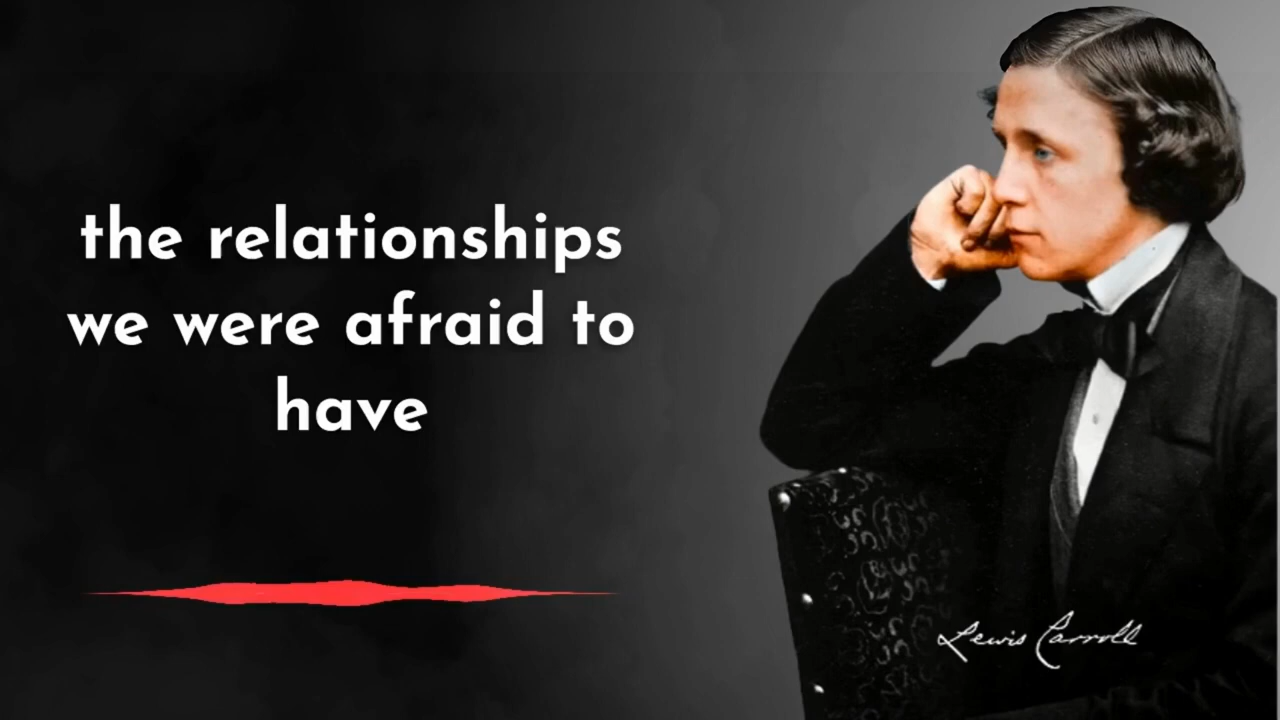 the relationships
we were afraid to
have
Lewis Carroll